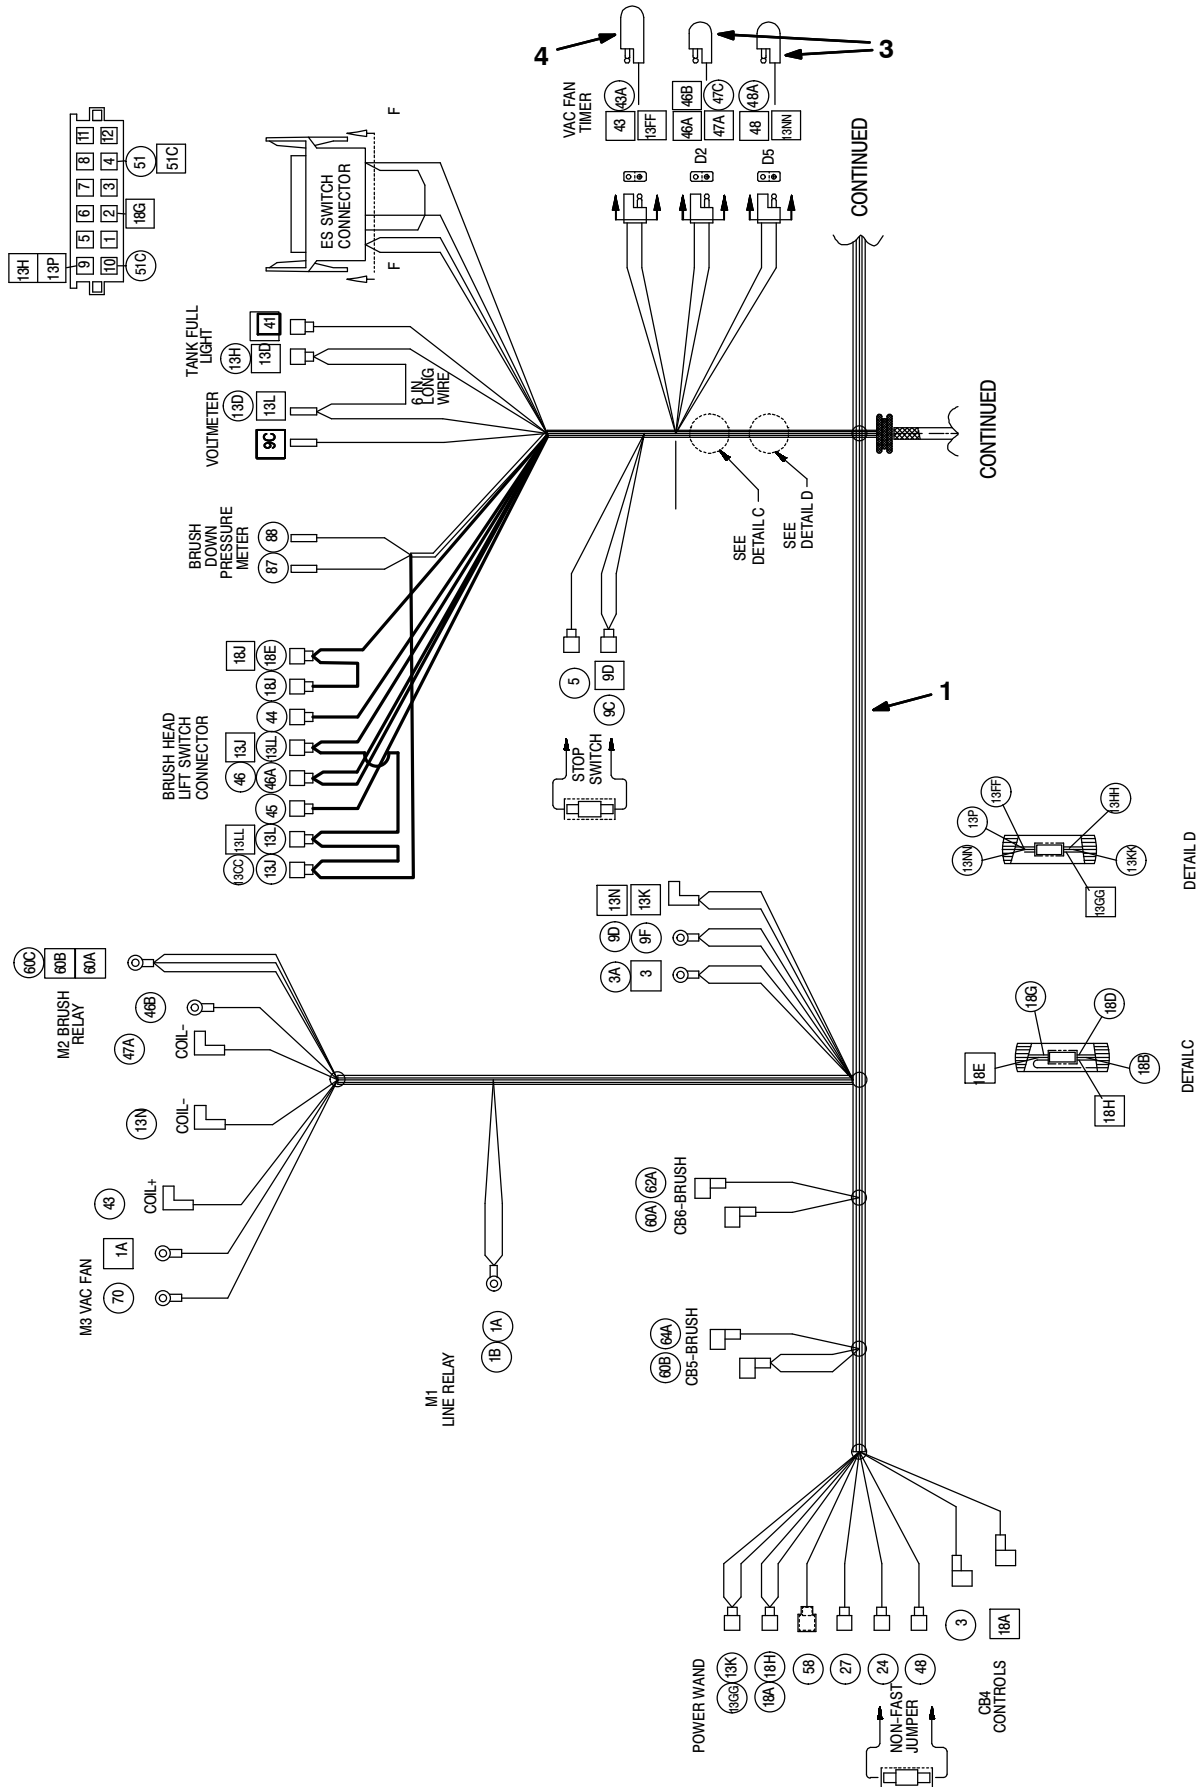 11
8
7
6
5
9
12
4
3
2
1
10
51
51C
18G
51C
13H
13P
ES SWITCH
CONNECTOR
F
F
4
3
VAC FAN
TIMER
43
43A
13FF
46A
46B
47A
47C
48
48A
13NN
D2
D5
TANK FULL
LIGHT
41
13H
13D
6 IN
LONG
WIRE
VOLTMETER
13D
13L
9C
BRUSH
DOWN
PRESSURE
METER
88
87
BRUSH HEAD
LIFT SWITCH
CONNECTOR
18J
18E
18J
44
13J
13LL
46
46A
45
13LL
13L
13CC
13J
5
9D
9C
STOP
SWITCH
SEE
DETAIL C
SEE
DETAIL D
CONTINUED
CONTINUED
1
M2 BRUSH
RELAY
60C
60B
60A
46B
47A
COIL-
13N
COIL-
43
COIL+
M3 VAC FAN
1A
70
M1
LINE RELAY
1B
1A
13N
13K
9D
9F
3A
3
60A
62A
CB6-BRUSH
60B
64A
CB5-BRUSH
POWER WAND
13GG
13K
18A
18H
58
27
24
48
NON-FAST
JUMPER
3
18A
CB4
CONTROLS
13NN
13P
13FF
13HH
13KK
13GG
DETAIL D
18E
18G
18D
18B
18H
DETAIL C